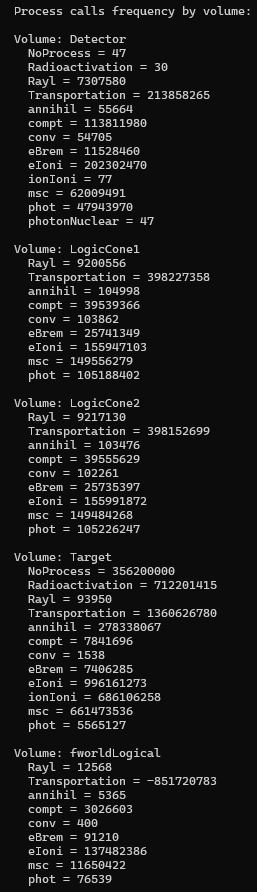 Process calls frequency by volume:
Volume: Detector
NoProcess = 47
Radioactivation = 30
Rayl = 7307580
Transportation = 213858265
annihil = 55664
compt = 113811980
conv = 54705
eBrem = 11528460
eIoni = 202302470
ionIoni = 77
msc = 62009491
phot = 47943970
photonNuclear = 47
Volume: LogicCone1
Rayl = 9200556
Transportation = 398227358
annihil = 104998
compt = 39539366
conv = 103862
eBrem = 25741349
eIoni = 155947103
msc = 149556279
phot = 105188402
Volume: LogicCone2
Rayl = 9217130
Transportation = 398152699
annihil = 103476
compt = 39555629
conv = 102261
eBrem = 25735397
eIoni = 155991872
msc = 149484268
phot = 105226247
Volume: Target
NoProcess = 356200000
Radioactivation = 712201415
Rayl = 93950
Transportation = 1360626780
annihil = 278338067
compt = 7841696
conv = 1538
eBrem = 7406285
eIoni = 996161273
ionIoni = 686106258
msc = 661473536
phot = 5565127
Volume: fworldLogical
Rayl = 12568
Transportation = -851720783
annihil = 5365
compt = 3026603
conv = 400
eBrem = 91210
eIoni = 137482386
msc = 11650422
phot = 76539